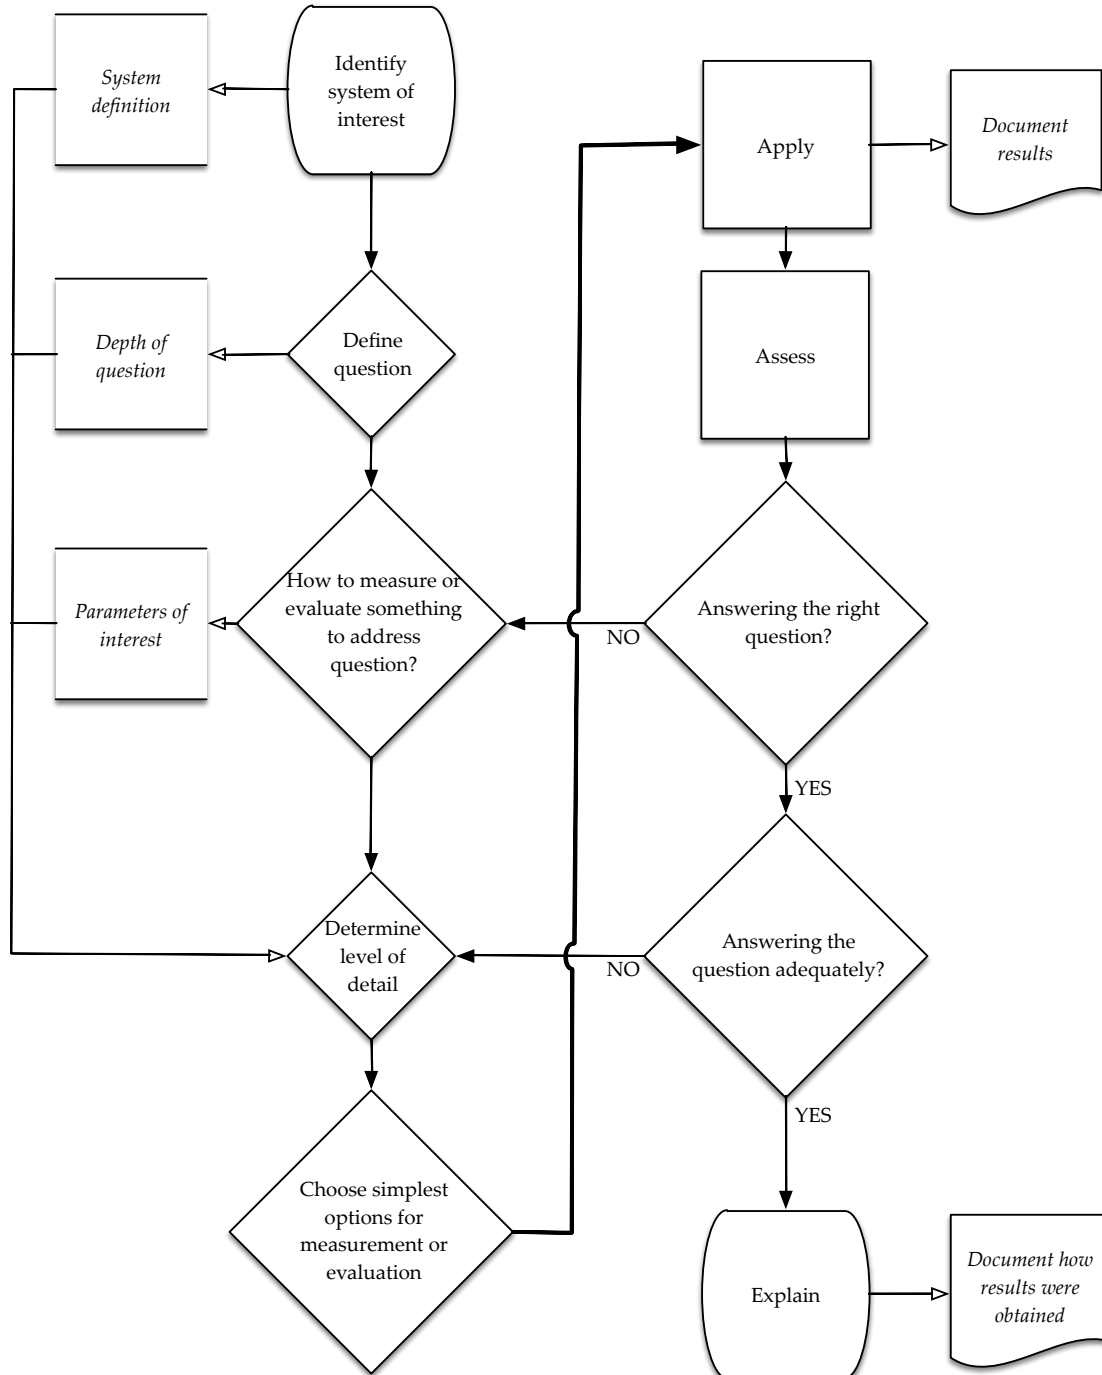 System
definition
Identify
system of
interest
Depth of
question
Define
question
Parameters of
interest
How to measure or
evaluate something
to address
question?
Determine
level of
detail
Choose simplest
options for
measurement or
evaluation
Apply
Document
results
Assess
Answering the right
question?
NO
YES
Answering the
question adequately?
NO
YES
Explain
Document how
results were
obtained